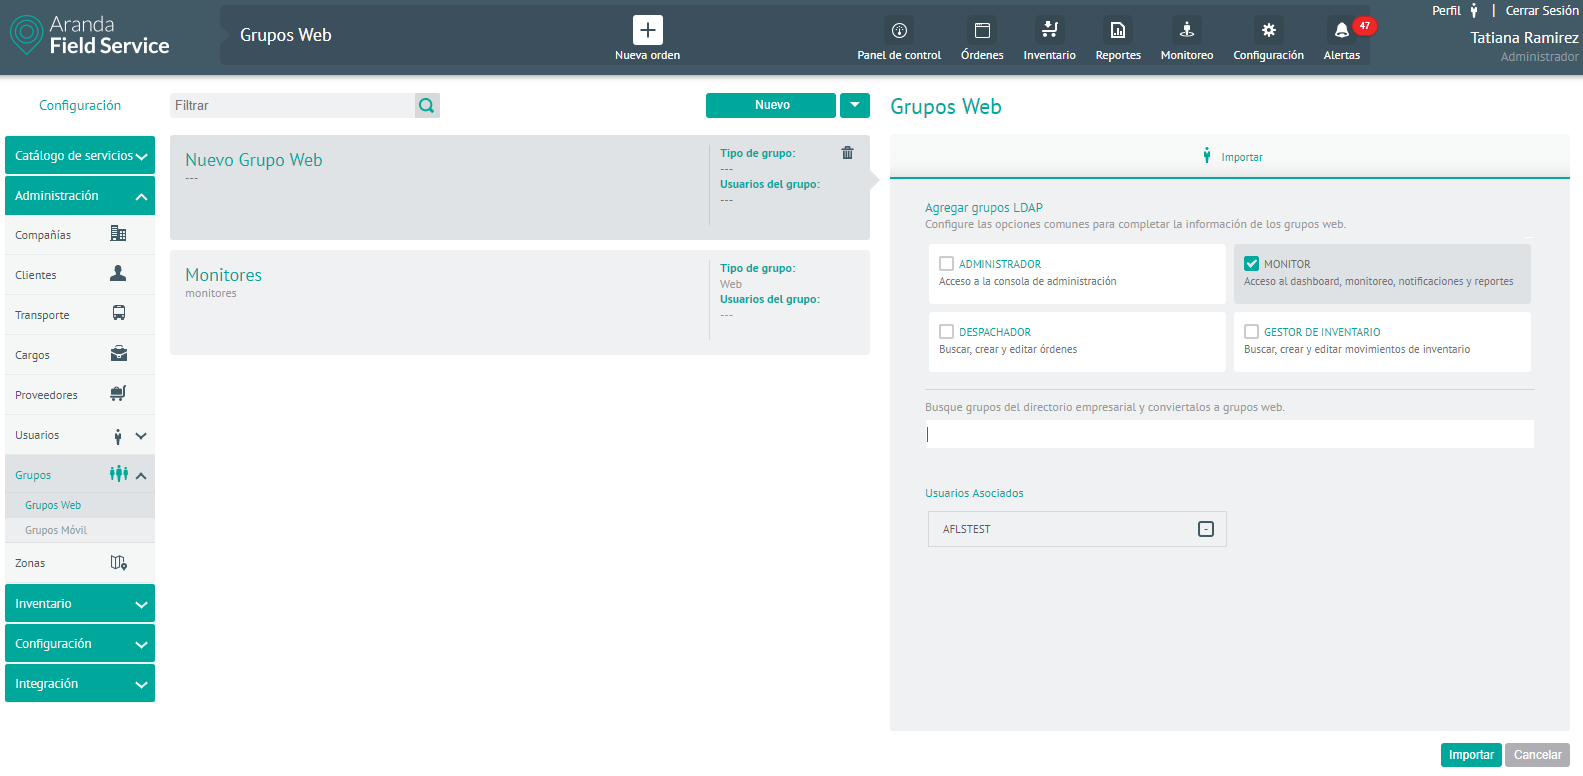 Aranda
Field Service
Grupos Web
Nueva orden
Panel de control
Órdenes
Inventario
Reportes
Monitoreo
Configuración
Alertas
47
Perfil | Cerrar Sesión
Tatiana Ramirez
Administrador
Configuración
Catálogo de servicios
Administración
Compañías
Clientes
Transporte
Cargos
Proveedores
Usuarios
Grupos
Grupos Web
Grupos Móvil
Zonas
Inventario
Configuración
Integración
Filtrar
Nuevo
Nuevo Grupo Web
---
Tipo de grupo:
---
Usuarios del grupo:
---
Monitores
monitores
Tipo de grupo:
Web
Usuarios del grupo:
---
Grupos Web
Importar
Agregar grupos LDAP
Configure las opciones comunes para completar la información de los grupos web.
ADMINISTRADOR
Acceso a la consola de administración
MONITOR
Acceso al dashboard, monitoreo, notificaciones y reportes
DESPACHADOR
Buscar, crear y editar órdenes
GESTOR DE INVENTARIO
Buscar, crear y editar movimientos de inventario
Busque grupos del directorio empresarial y conviertalos a grupos web.
Usuarios Asociados
AFLSTEST
Importar
Cancelar